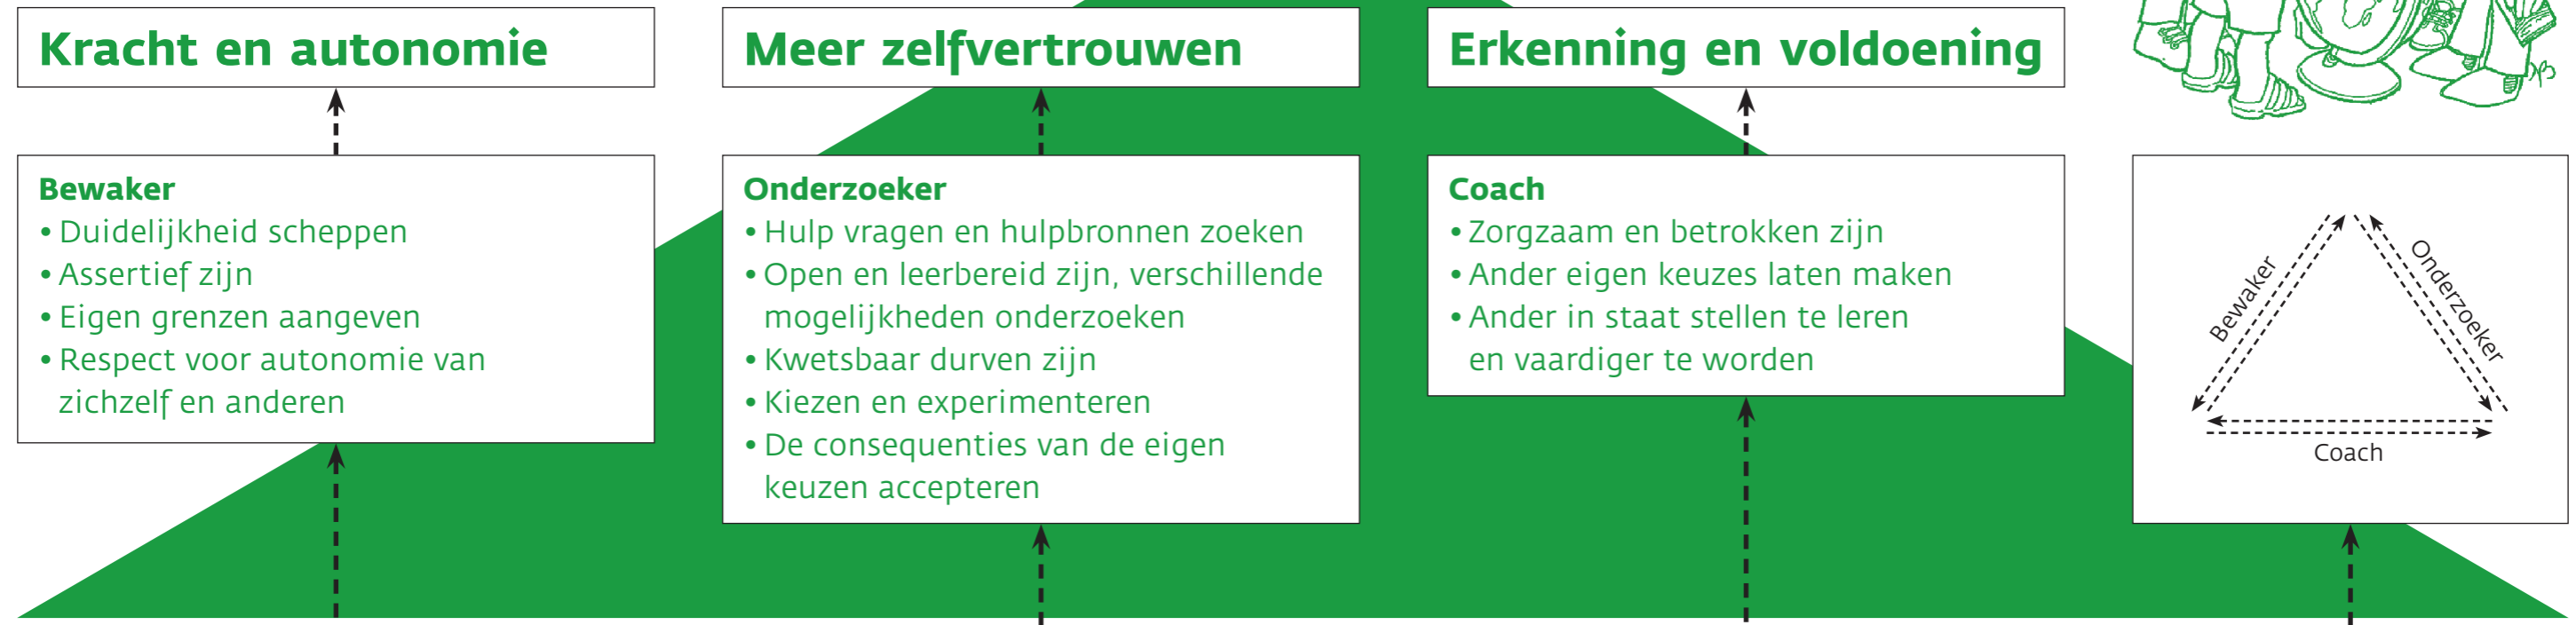 Kracht en autonomie
Meer zelfvertrouwen
Erkenning en voldoening
Bewaker
• Duidelijkheid scheppen
• Assertief zijn
• Eigen grenzen aangeven
• Respect voor autonomie van
zichzelf en anderen
Onderzoeker
• Hulp vragen en hulpbronnen zoeken
• Open en leerbereid zijn, verschillende
mogelijkheden onderzoeken
• Kwetsbaar durven zijn
• Kiezen en experimenteren
• De consequenties van de eigen
keuzen accepteren
Coach
• Zorgzaam en betrokken zijn
• Ander eigen keuzes laten maken
• Ander in staat stellen te leren
en vaardiger te worden
Bewaker
Onderzoeker
Coach